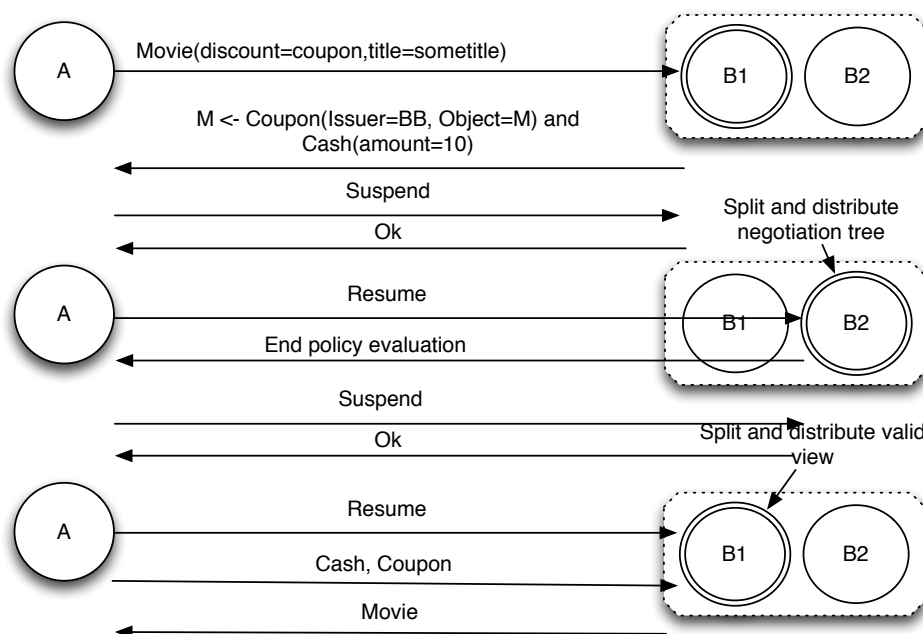 A
Movie(discount=coupon,title=sometitle)
B1
B2
M <- Coupon(Issuer=BB, Object=M) and
Cash(amount=10)
Suspend
Ok
Split and distribute
negotiation tree
A
Resume
B1
B2
End policy evaluation
Suspend
Ok
Split and distribute valid
view
A
Resume
B1
B2
Cash, Coupon
Movie